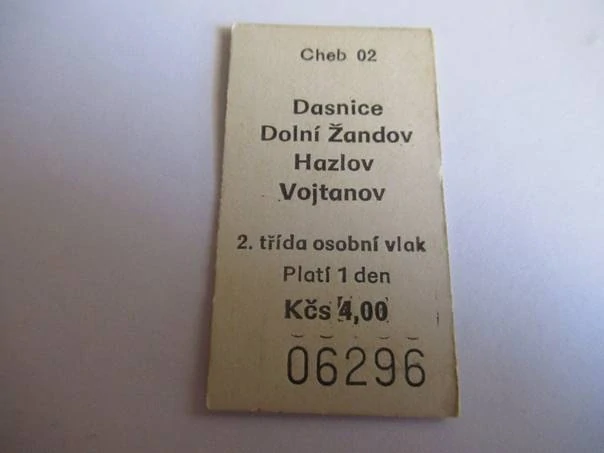 Cheb 02
Dasnice
Dolní Žandov
Hazlov
Vojtanov
2. třída osobní vlak
Platí 1 den
Kčs 4,00
06296